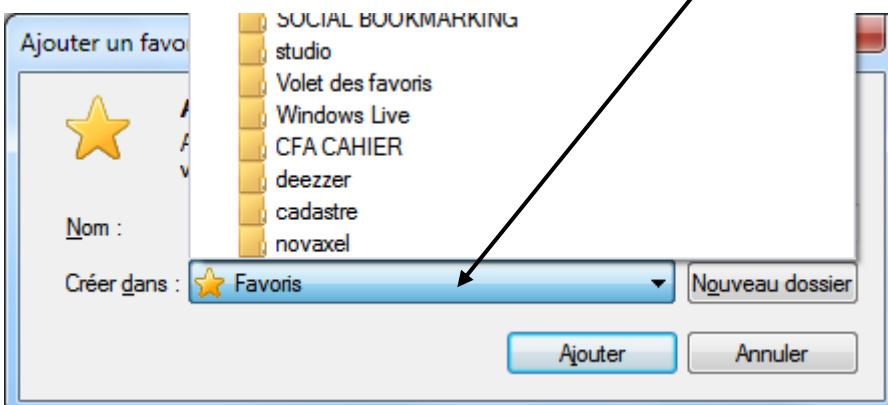 SOCIAL BOOKMARKING
Ajouter un favo
studio
Volet des favoris
Windows Live
CFA CAHIER
deezzer
cadastre
Nom :
novaxel
Créer dans : Favoris Nouveau dossier
Ajouter Annuler